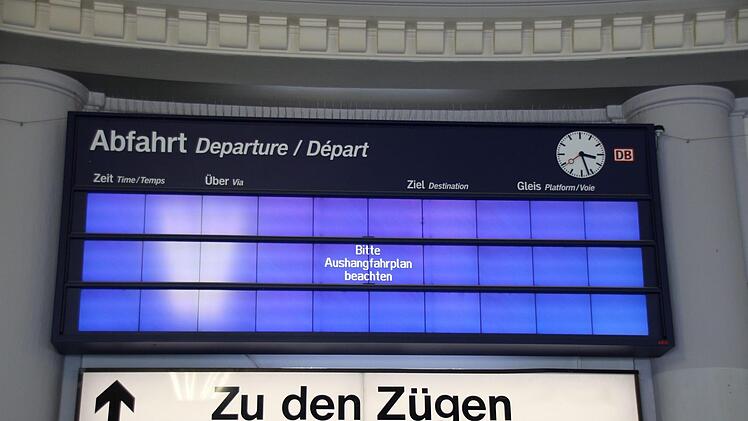 Abfahrt Departure / Départ
DB
Zeit Time/Temps Über Via Ziel Destination Gleis Platform/Voie
Bitte
Aushangfahrplan
beachten
Zu den Zügen